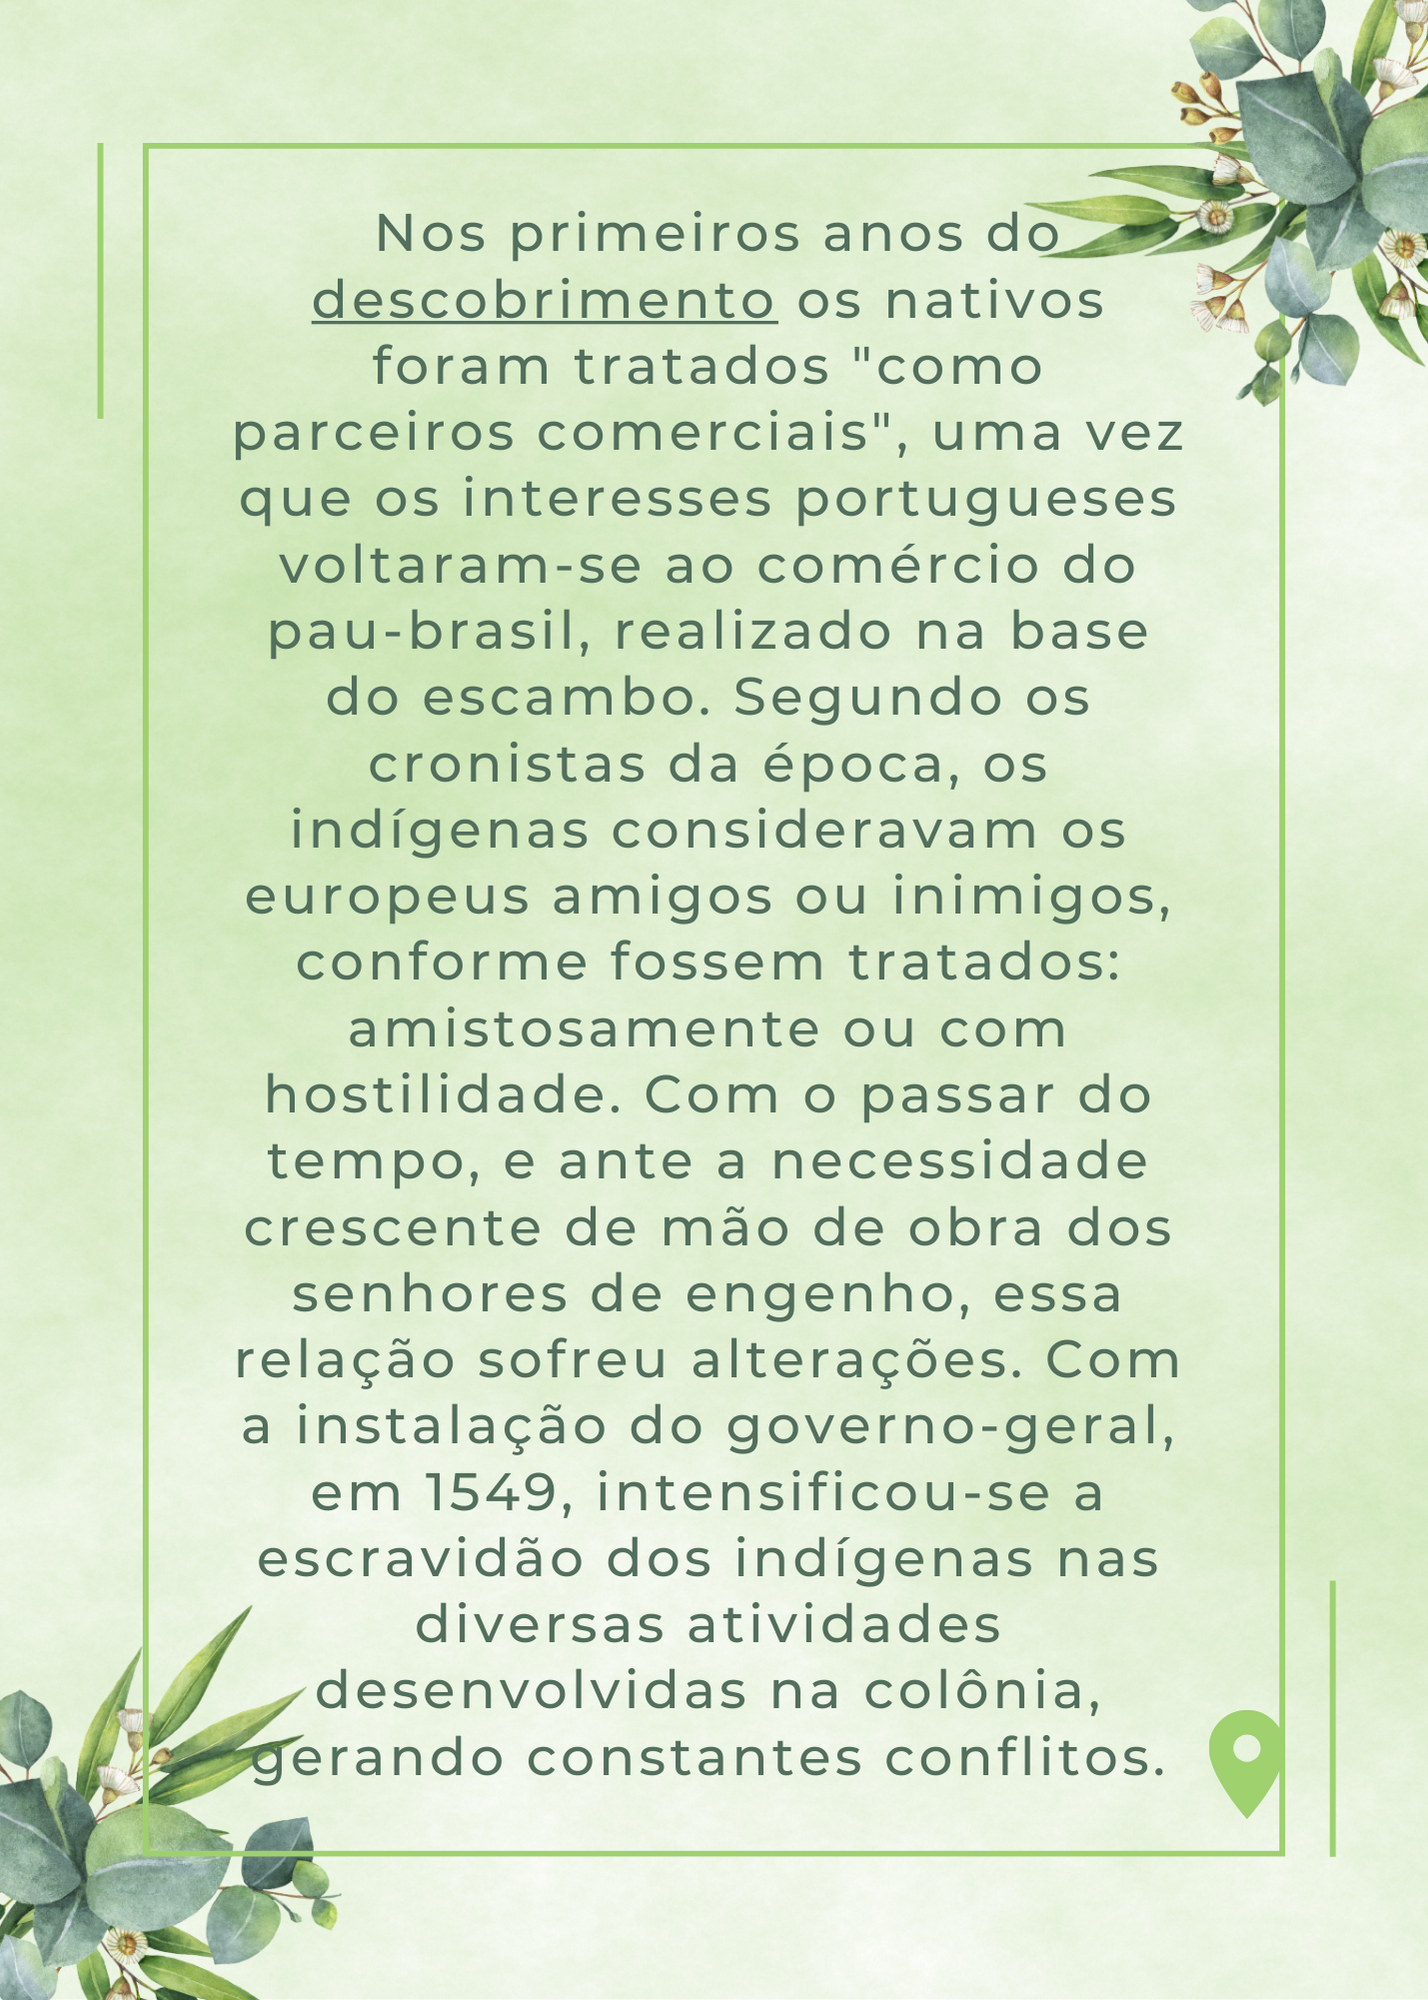 Nos primeiros anos do
descobrimento os nativos
foram tratados "como
parceiros comerciais", uma vez
que os interesses portugueses
voltaram-se ao comércio do
pau-brasil, realizado na base
do escambo. Segundo os
cronistas da época, os
indígenas consideravam os
europeus amigos ou inimigos,
conforme fossem tratados:
amistosamente ou com
hostilidade. Com o passar do
tempo, e ante a necessidade
crescente de mão de obra dos
senhores de engenho, essa
relação sofreu alterações. Com
a instalação do governo-geral,
em 1549, intensificou-se a
escravidão dos indígenas nas
diversas atividades
desenvolvidas na colônia,
gerando constantes conflitos.